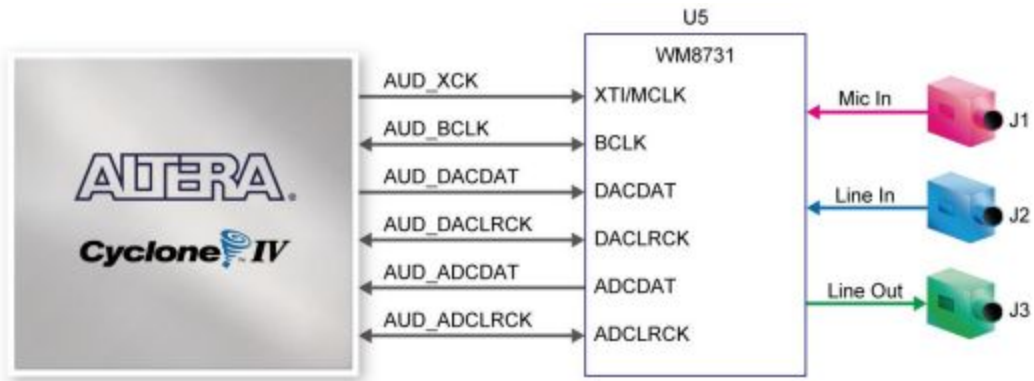 U5
WM8731
ALTERA®
Cyclone™ IV
AUD_XCK
XTI/MCLK
AUD_BCLK
BCLK
AUD_DACDAT
DACDAT
AUD_DACLRCK
DACLRCK
AUD_ADCDAT
ADCDAT
AUD_ADCLRCK
ADCLRCK
Mic In
J1
Line In
J2
Line Out
J3